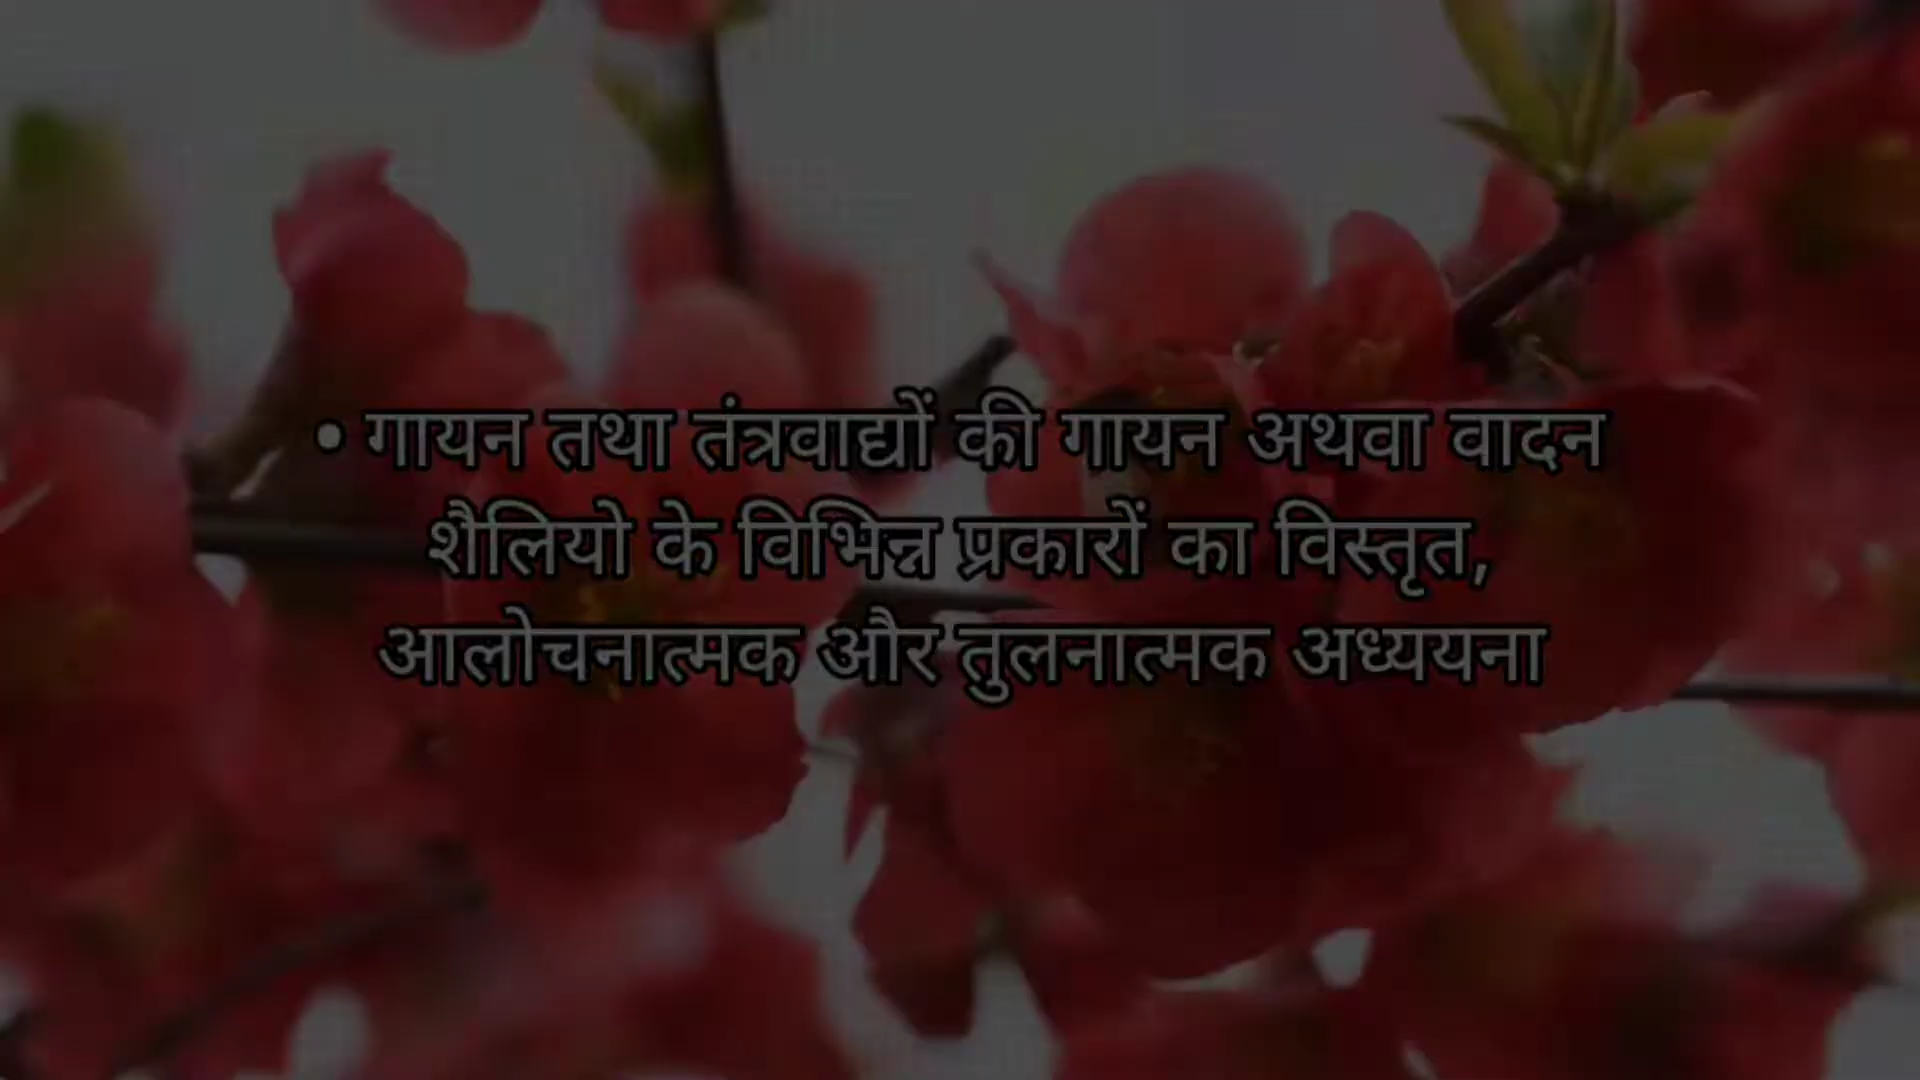 • गायन तथा तंत्रवाद्यों की गायन अथवा वादन
शैलियो के विभिन्न प्रकारों का विस्तृत,
आलोचनात्मक और तुलनात्मक अध्ययना